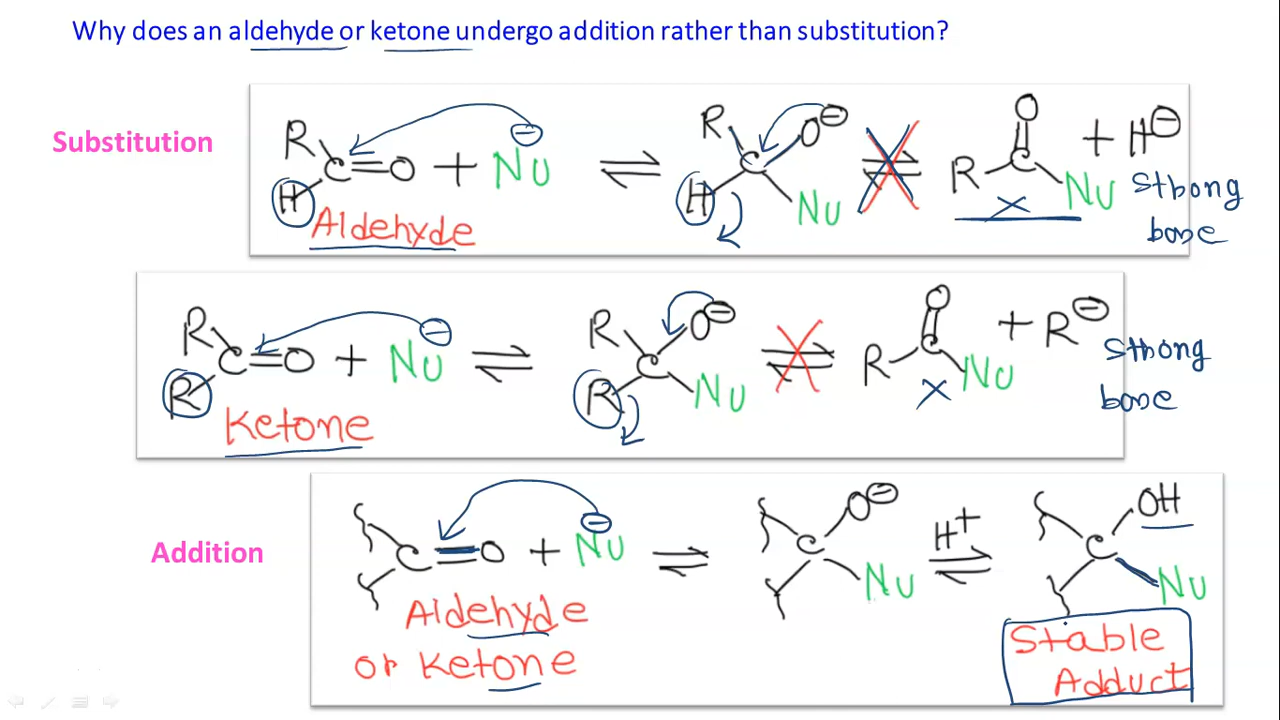 Why does an aldehyde or ketone undergo addition rather than substitution?
Substitution
R
H
C=O + Nu⊖
Aldehyde
⇌
R
H
C
O⊖
Nu
⇌
O
R C Nu + H⊖
Strong
base
R
R
C=O + Nu⊖
Ketone
⇌
R
R
C
O⊖
Nu
⇌
O
R C Nu + R⊖
Strong
base
Addition
C=O + Nu⊖
Aldehyde
or Ketone
⇌
C
O⊖
Nu
H+
⇌
C
OH
Nu
Stable
Adduct